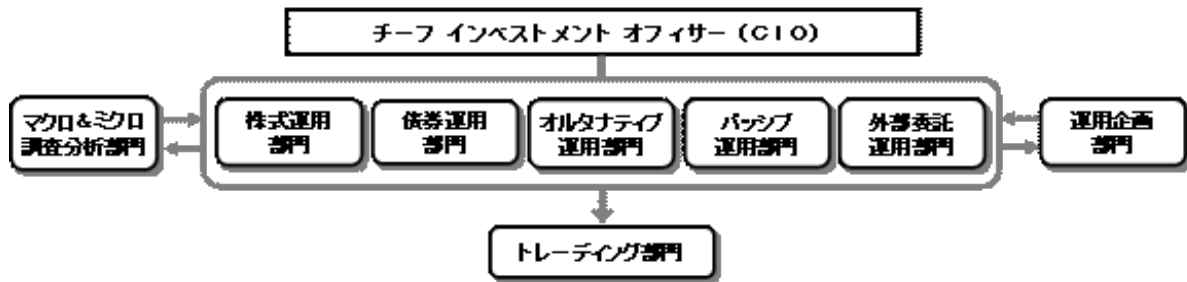 チーフ インベストメント オフィサー（CIO）
マクロ&ミクロ
調査分析部門
株式運用
部門
債券運用
部門
オルタナティブ
運用部門
パッシブ
運用部門
外部委託
運用部門
運用企画
部門
トレーディング部門